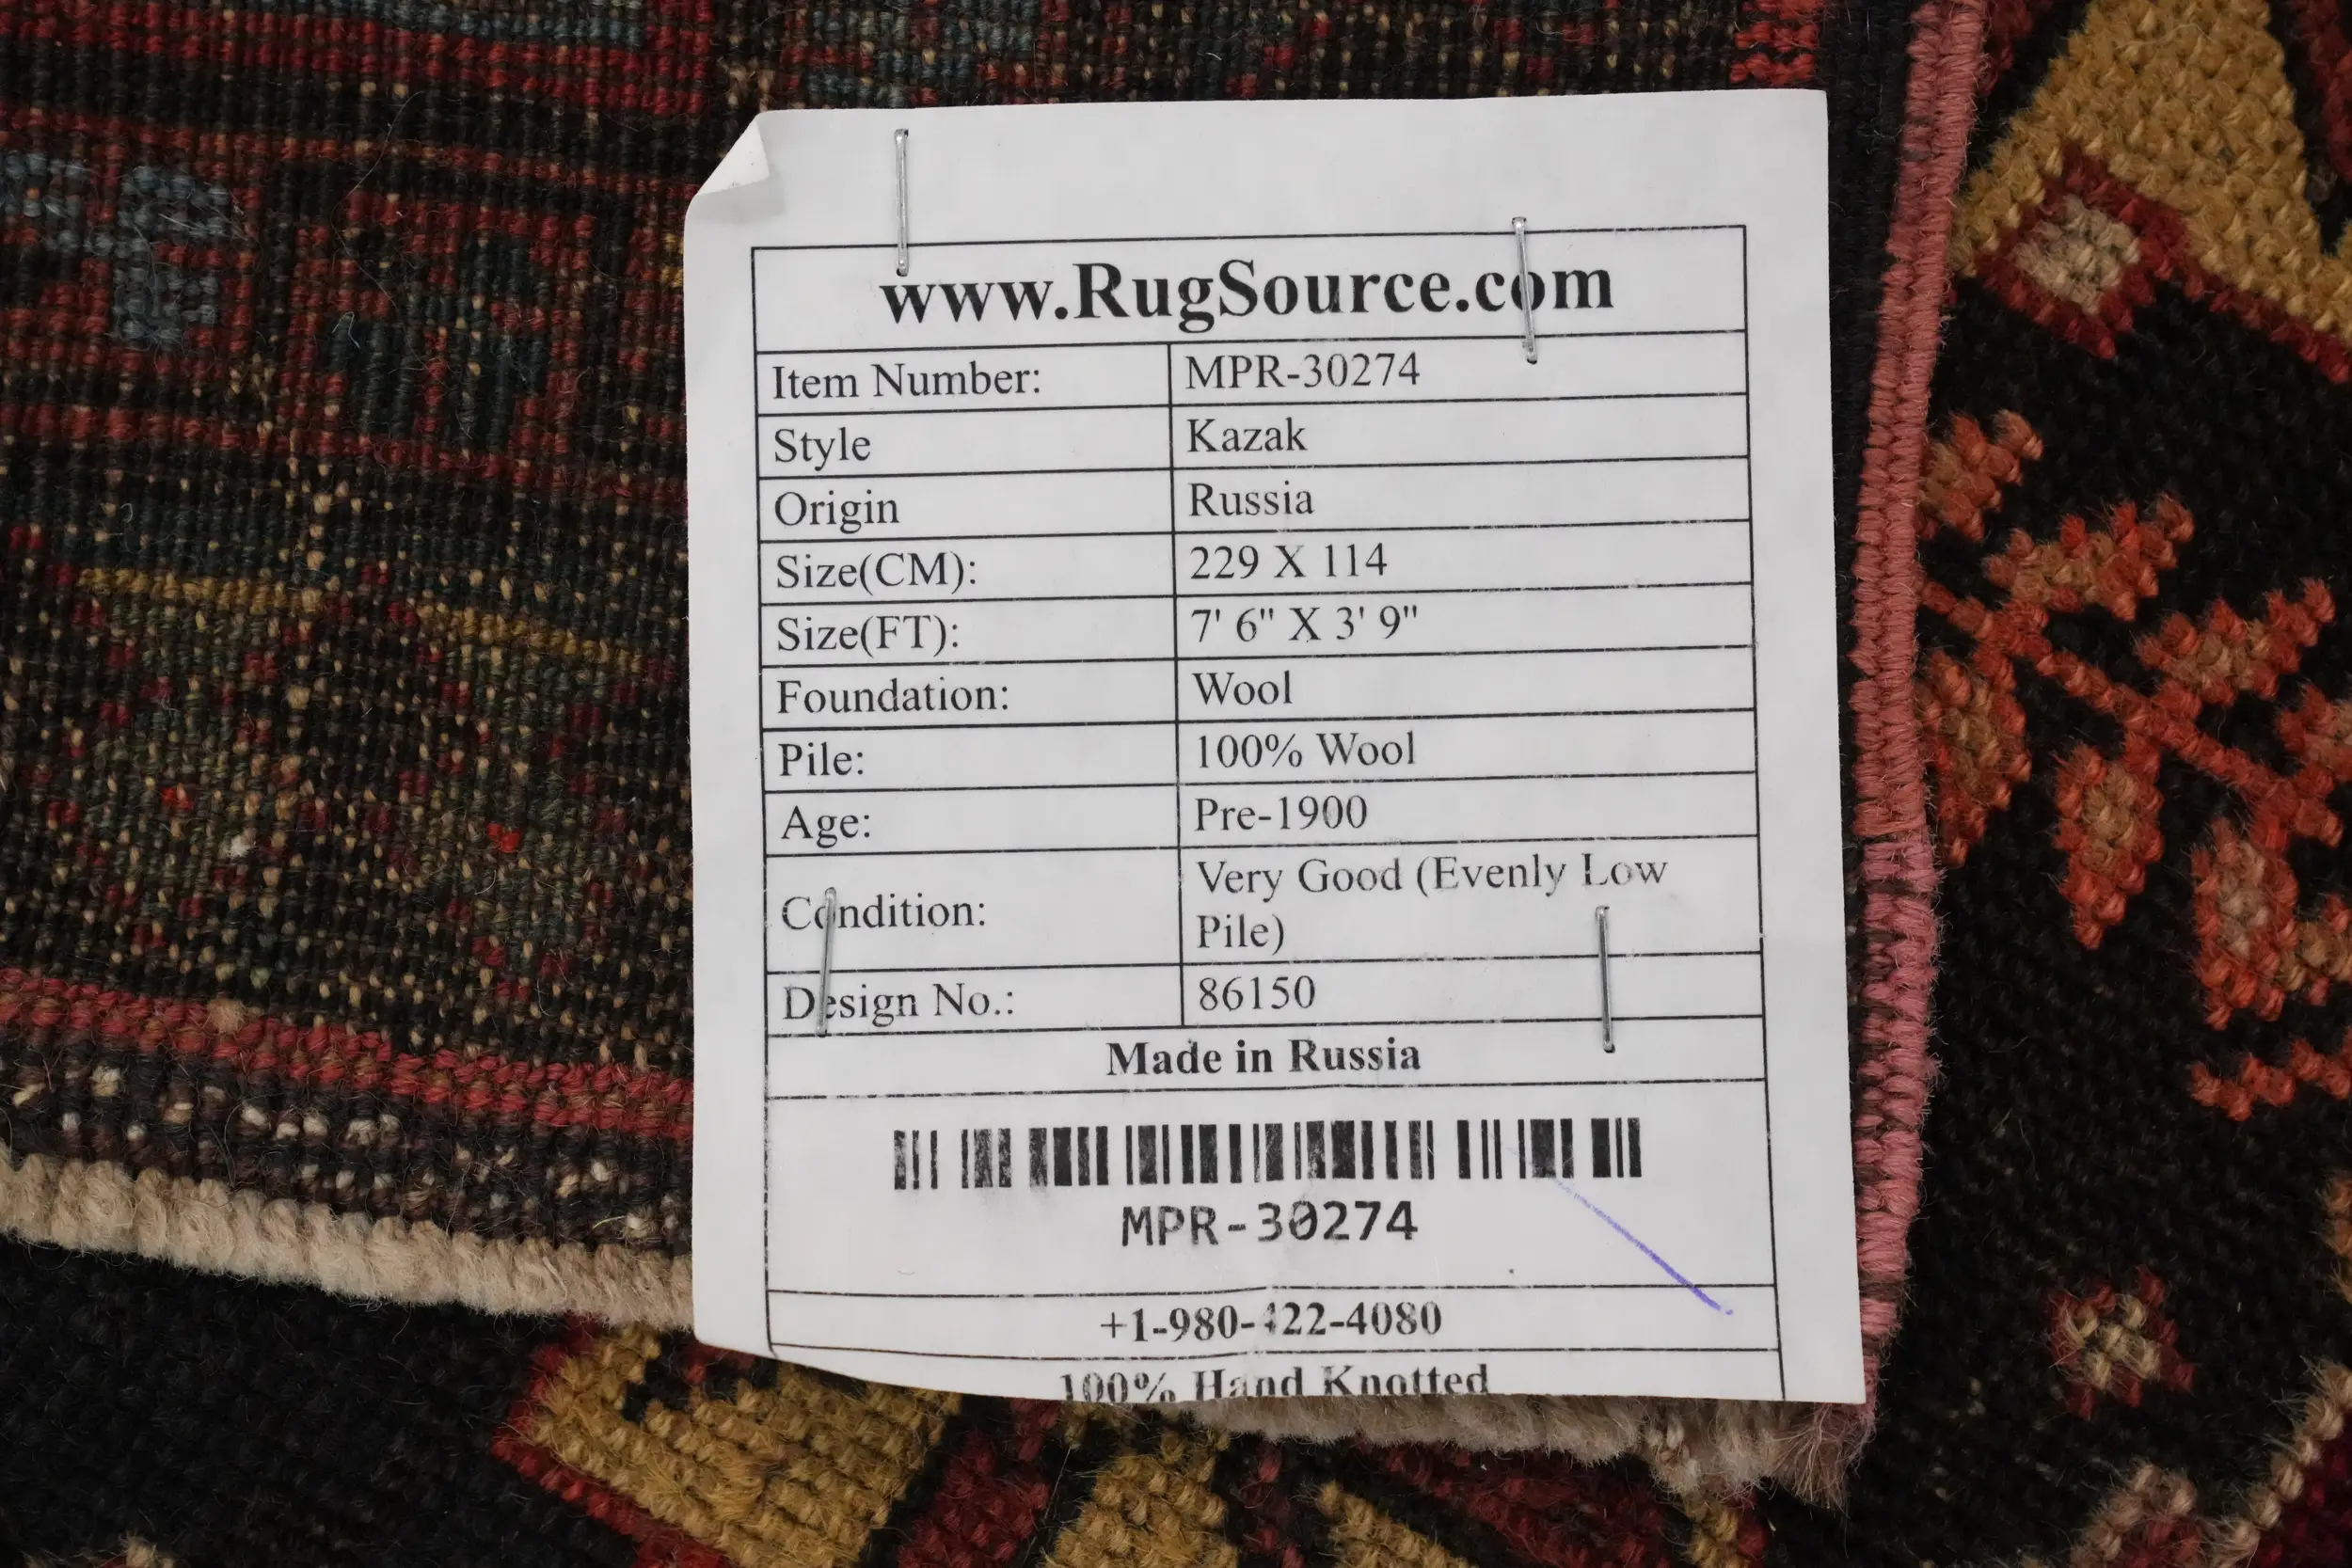 www.RugSource.com
Item Number: MPR-30274
Style Kazak
Origin Russia
Size(CM): 229 X 114
Size(FT): 7' 6" X 3' 9"
Foundation: Wool
Pile: 100% Wool
Age: Pre-1900
Condition: Very Good (Evenly Low
Pile)
Design No.: 86150
Made in Russia
MPR-30274
+1-980-422-4080
100% Hand Knotted